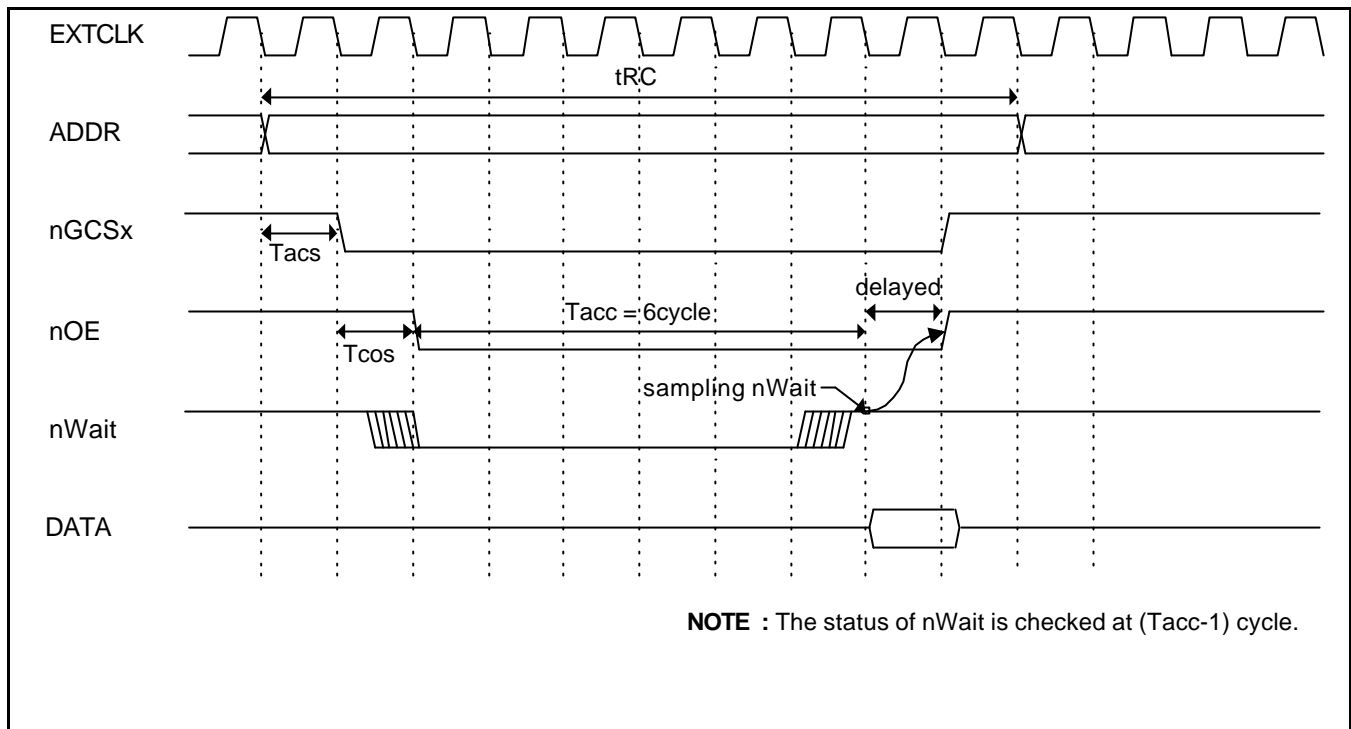 EXTCLK
tRC
ADDR
nGCSx
Tacs
delayed
nOE
Tacc = 6cycle
Tcos
sampling nWait
nWait
DATA
NOTE : The status of nWait is checked at (Tacc-1) cycle.